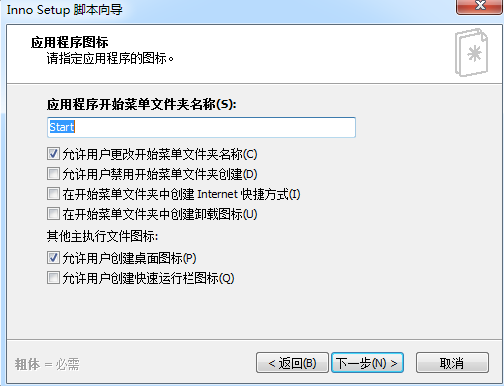 Inno Setup 脚本向导
应用程序图标
请指定应用程序的图标。
应用程序开始菜单文件夹名称(S):
Start
允许用户更改开始菜单文件夹名称(C)
允许用户禁用开始菜单文件夹创建(D)
在开始菜单文件夹中创建 Internet 快捷方式(I)
在开始菜单文件夹中创建卸载图标(U)
其他主执行文件图标:
允许用户创建桌面图标(P)
允许用户创建快速运行栏图标(Q)
粗体 = 必需
< 返回(B)
下一步(N) >
取消